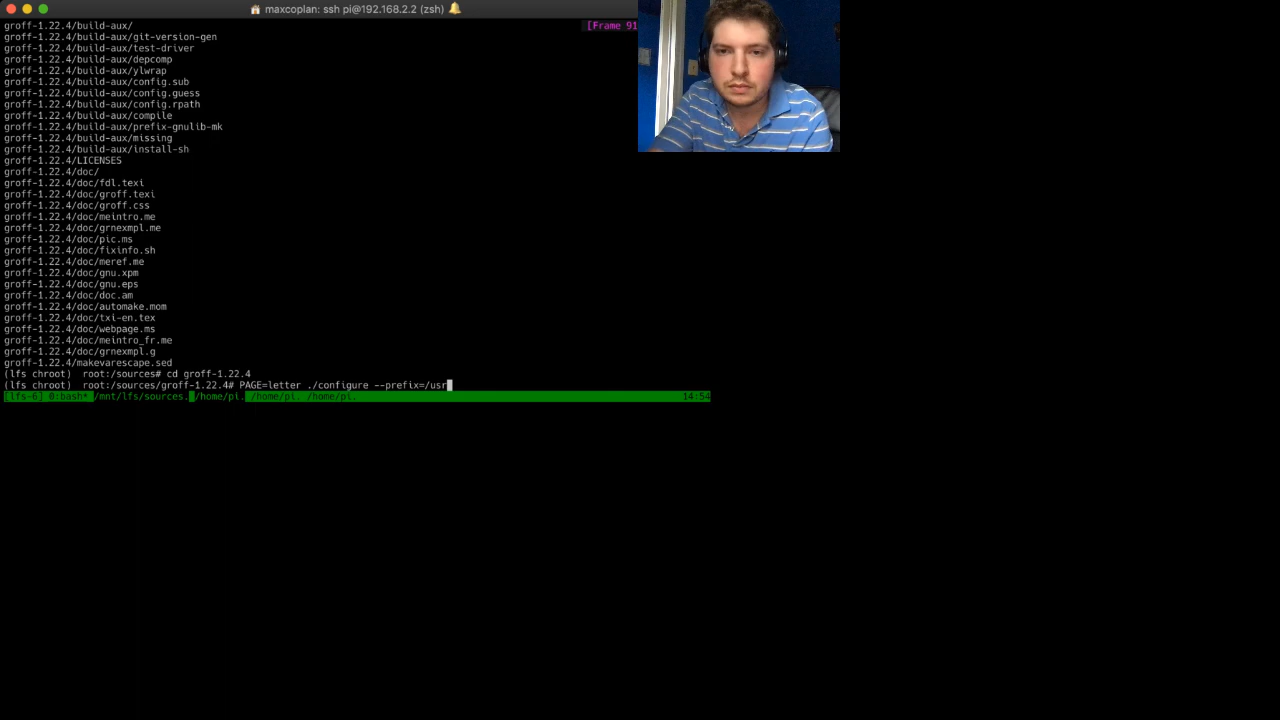 maxcoplan: ssh pi@192.168.2.2 (zsh)
groff-1.22.4/build-aux/
[Frame 91
groff-1.22.4/build-aux/git-version-gen
groff-1.22.4/build-aux/test-driver
groff-1.22.4/build-aux/depcomp
groff-1.22.4/build-aux/ylwrap
groff-1.22.4/build-aux/config.sub
groff-1.22.4/build-aux/config.guess
groff-1.22.4/build-aux/config.rpath
groff-1.22.4/build-aux/compile
groff-1.22.4/build-aux/prefix-gnulib-mk
groff-1.22.4/build-aux/missing
groff-1.22.4/build-aux/install-sh
groff-1.22.4/LICENSES
groff-1.22.4/doc/
groff-1.22.4/doc/fdl.texi
groff-1.22.4/doc/groff.texi
groff-1.22.4/doc/groff.css
groff-1.22.4/doc/meintro.me
groff-1.22.4/doc/grnexmpl.me
groff-1.22.4/doc/pic.ms
groff-1.22.4/doc/fixinfo.sh
groff-1.22.4/doc/meref.me
groff-1.22.4/doc/gnu.xpm
groff-1.22.4/doc/gnu.eps
groff-1.22.4/doc/doc.am
groff-1.22.4/doc/automake.mom
groff-1.22.4/doc/txi-en.tex
groff-1.22.4/doc/webpage.ms
groff-1.22.4/doc/meintro_fr.me
groff-1.22.4/doc/grnexmpl.g
groff-1.22.4/makevarescape.sed
(lfs chroot)  root:/sources# cd groff-1.22.4
(lfs chroot)  root:/sources/groff-1.22.4# PAGE=letter ./configure --prefix=/usr
[lfs-6] 0:bash* /mnt/lfs/sources. /home/pi. /home/pi. /home/pi. 14:54